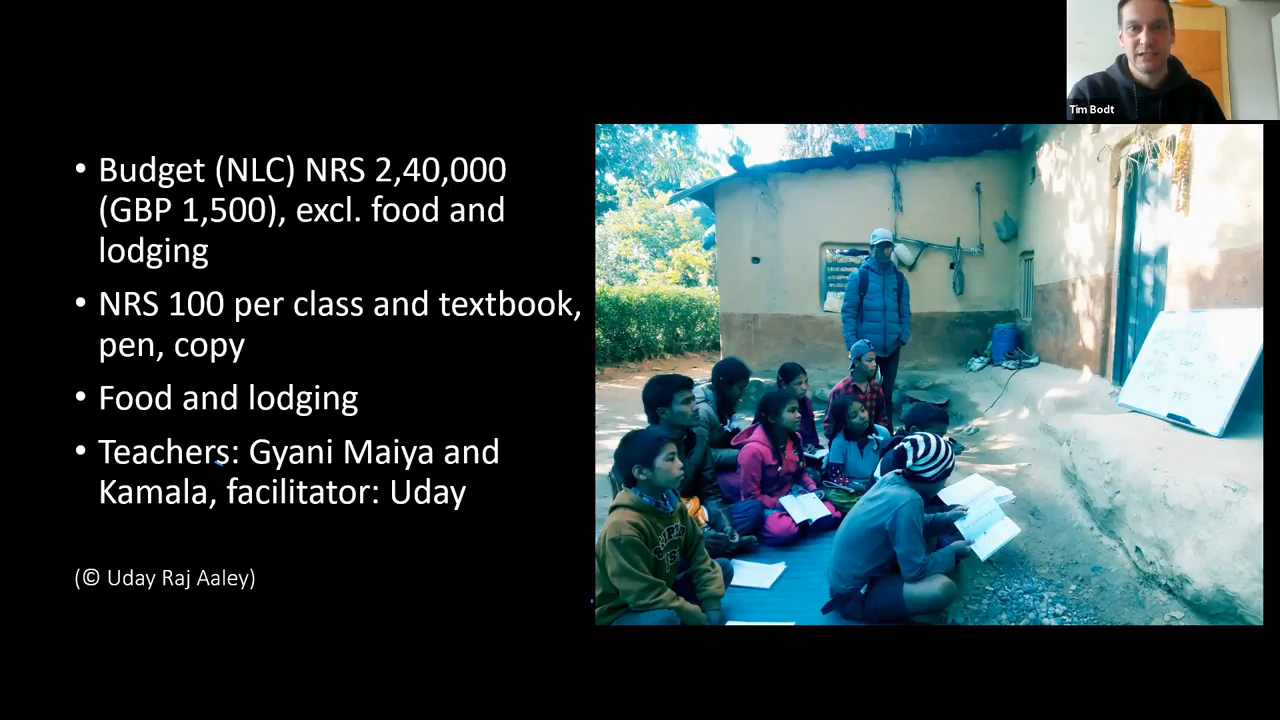 Tim Bodt
• Budget (NLC) NRS 2,40,000
(GBP 1,500), excl. food and
lodging
• NRS 100 per class and textbook,
pen, copy
• Food and lodging
• Teachers: Gyani Maiya and
Kamala, facilitator: Uday
(© Uday Raj Aaley)